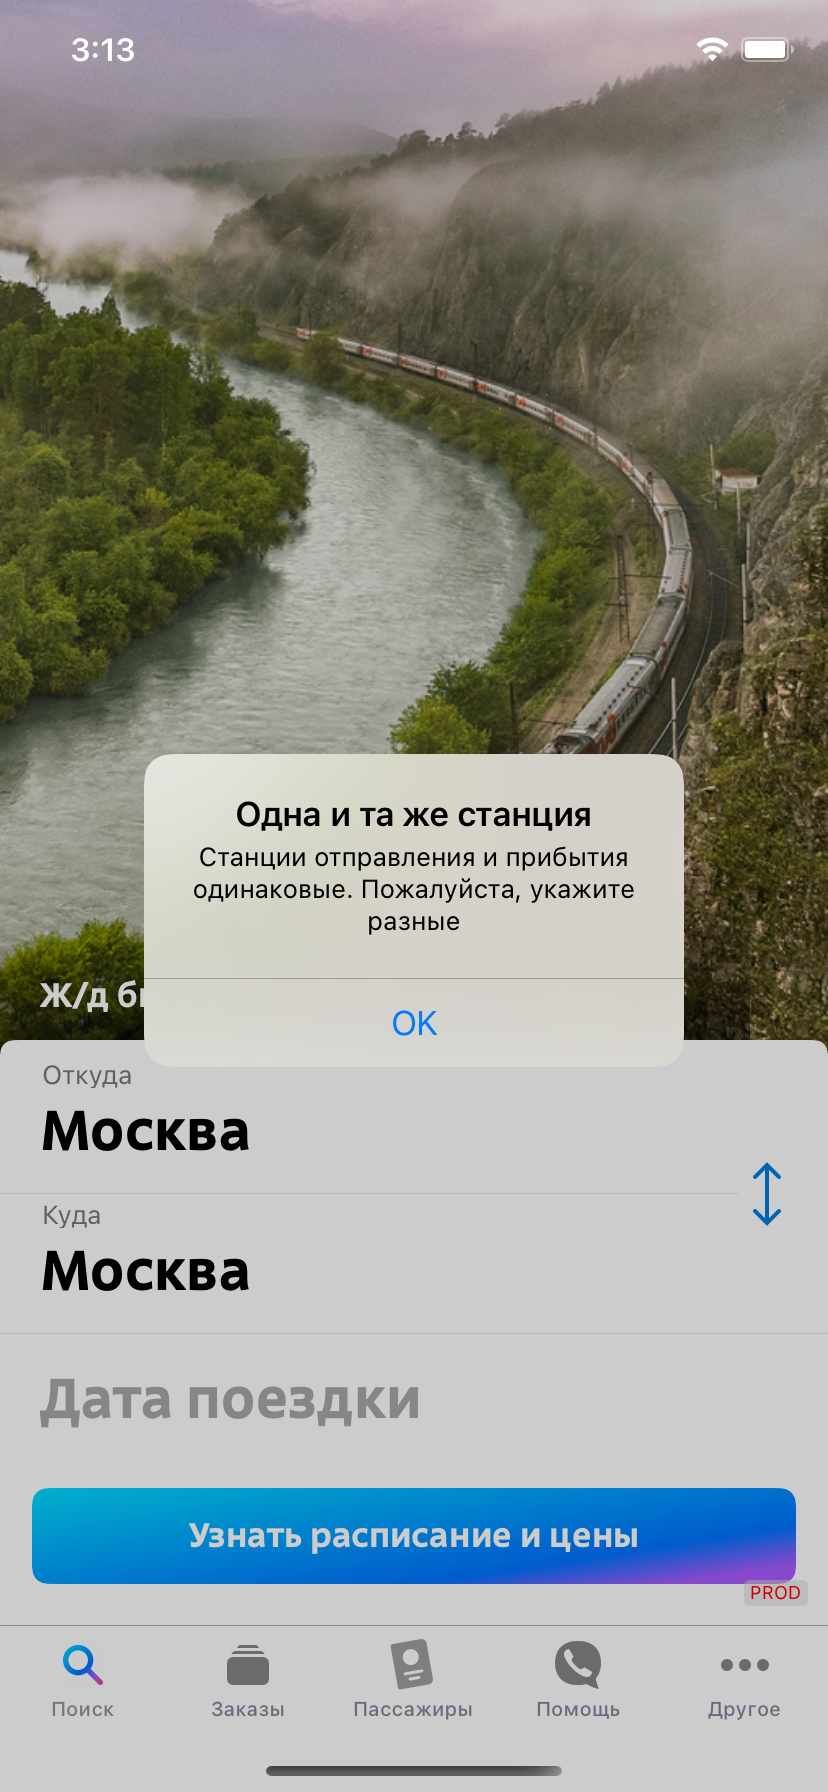 3:13
Одна и та же станция
Станции отправления и прибытия
одинаковые. Пожалуйста, укажите
разные
Ж/д
OK
Откуда
Москва
Куда
Москва
Дата поездки
Узнать расписание и цены
PROD
Поиск
Заказы
Пассажиры
Помощь
Другое